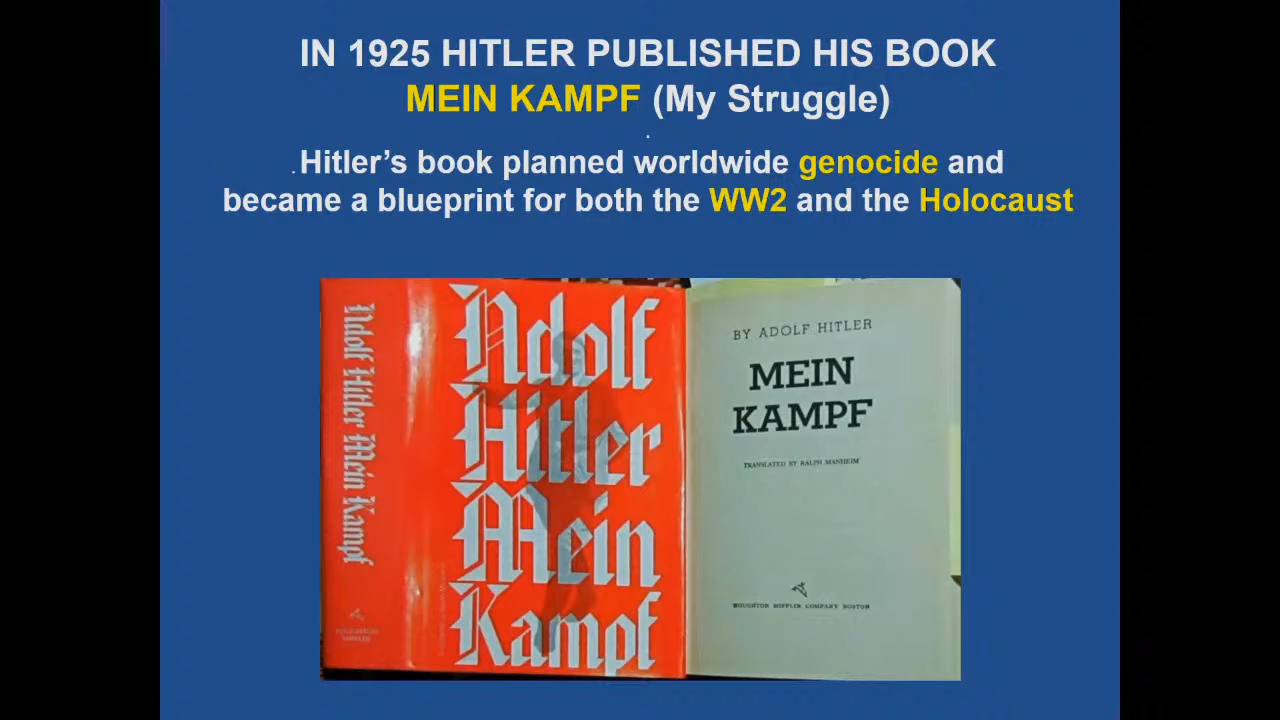 IN 1925 HITLER PUBLISHED HIS BOOK
MEIN KAMPF (My Struggle)
.
.Hitler's book planned worldwide genocide and
became a blueprint for both the WW2 and the Holocaust
Adolf Hitler Mein Kampf
Adolf
Hitler
Mein
Kampf
BY ADOLF HITLER
MEIN
KAMPF
TRANSLATED BY RALPH MANHEIM
HOUGHTON MIFFLIN COMPANY BOSTON